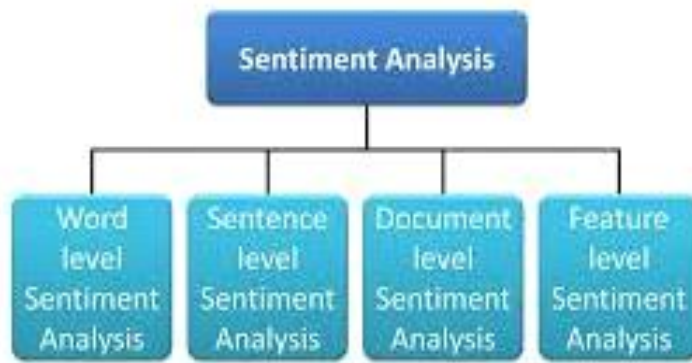 Sentiment Analysis
Word
level
Sentiment
Analysis
Sentence
level
Sentiment
Analysis
Document
level
Sentiment
Analysis
Feature
level
Sentiment
Analysis